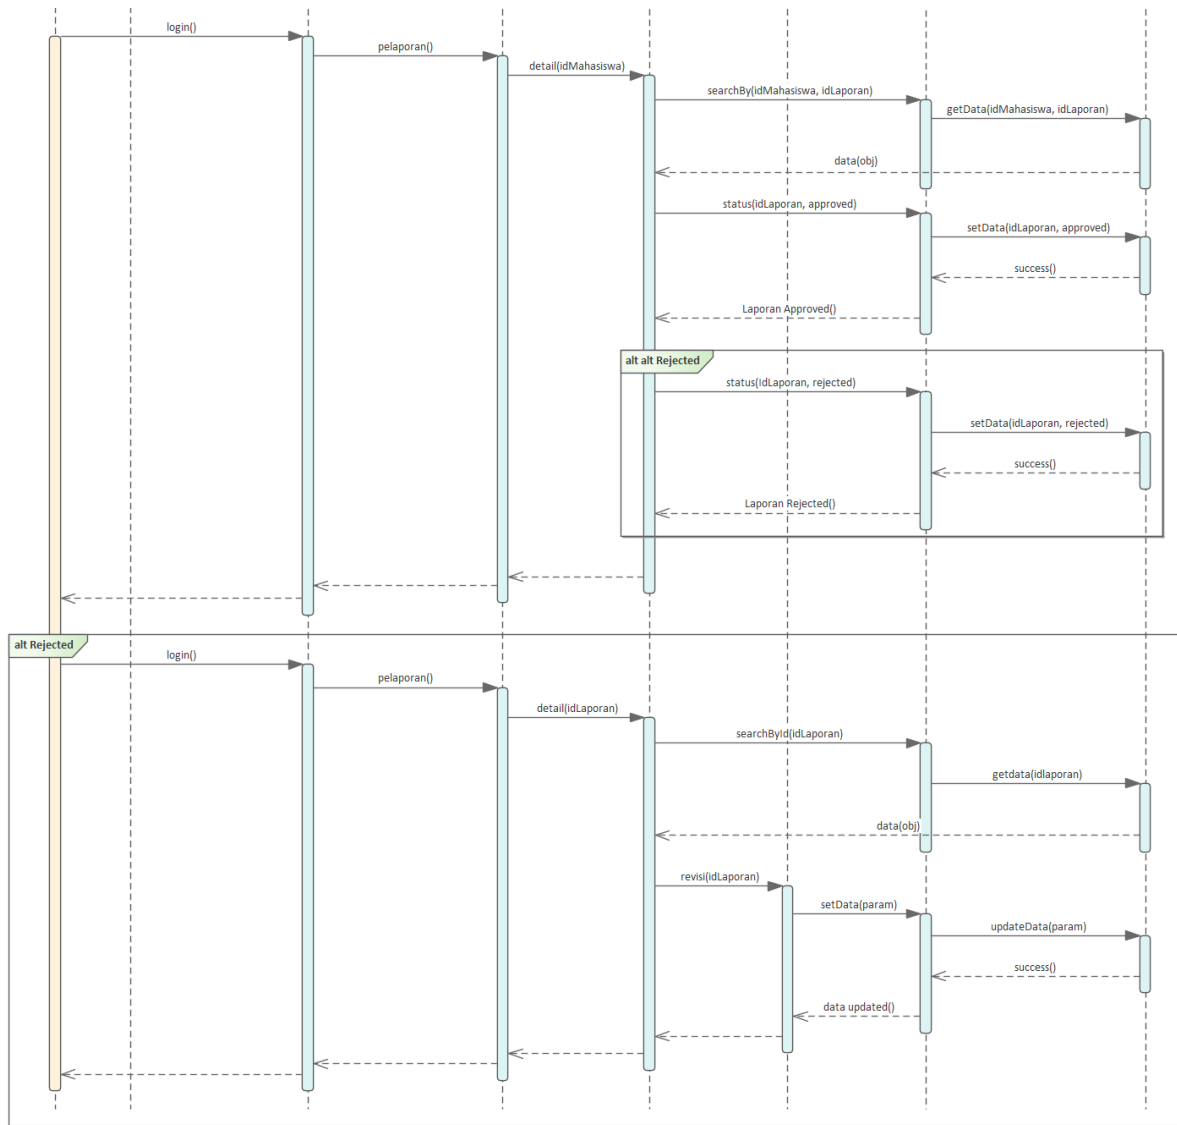 login()
pelaporan()
detail(idMahasiswa)
searchBy(idMahasiswa, idLaporan)
getData(idMahasiswa, idLaporan)
data(obj)
status(idLaporan, approved)
setData(idLaporan, approved)
success()
Laporan Approved()
alt alt Rejected
status(IdLaporan, rejected)
setData(idLaporan, rejected)
success()
Laporan Rejected()
alt Rejected
login()
pelaporan()
detail(idLaporan)
searchById(idLaporan)
getdata(idlaporan)
data(obj)
revisi(idLaporan)
setData(param)
updateData(param)
success()
data updated()